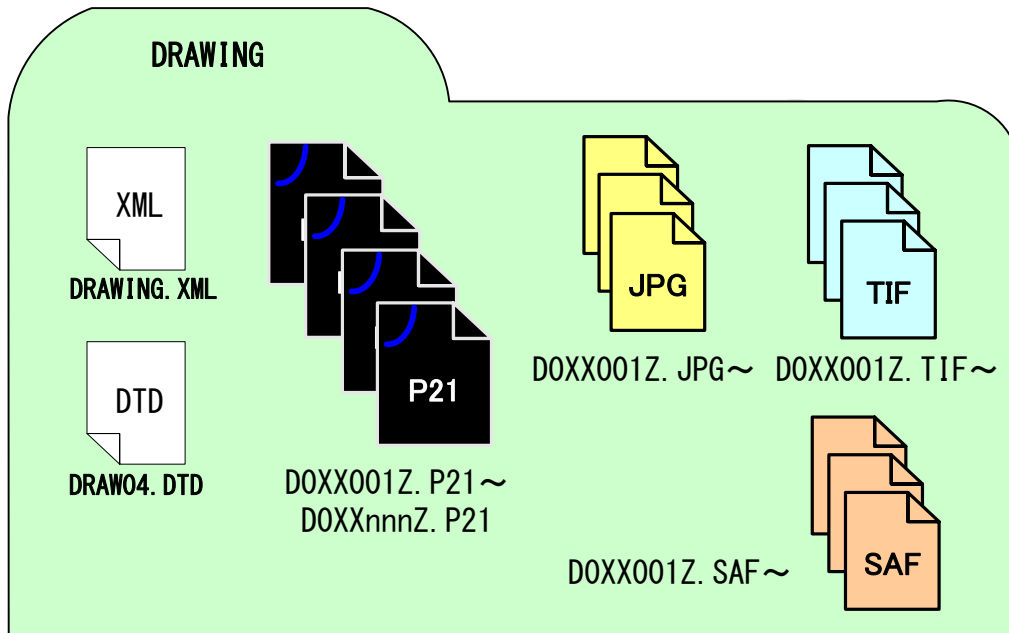 DRAWING
XML
DRAWING.XML
DTD
DRAW04.DTD
P21
D0XX001Z.P21～
D0XXnnnZ.P21
JPG
D0XX001Z.JPG～
TIF
D0XX001Z.TIF～
SAF
D0XX001Z.SAF～